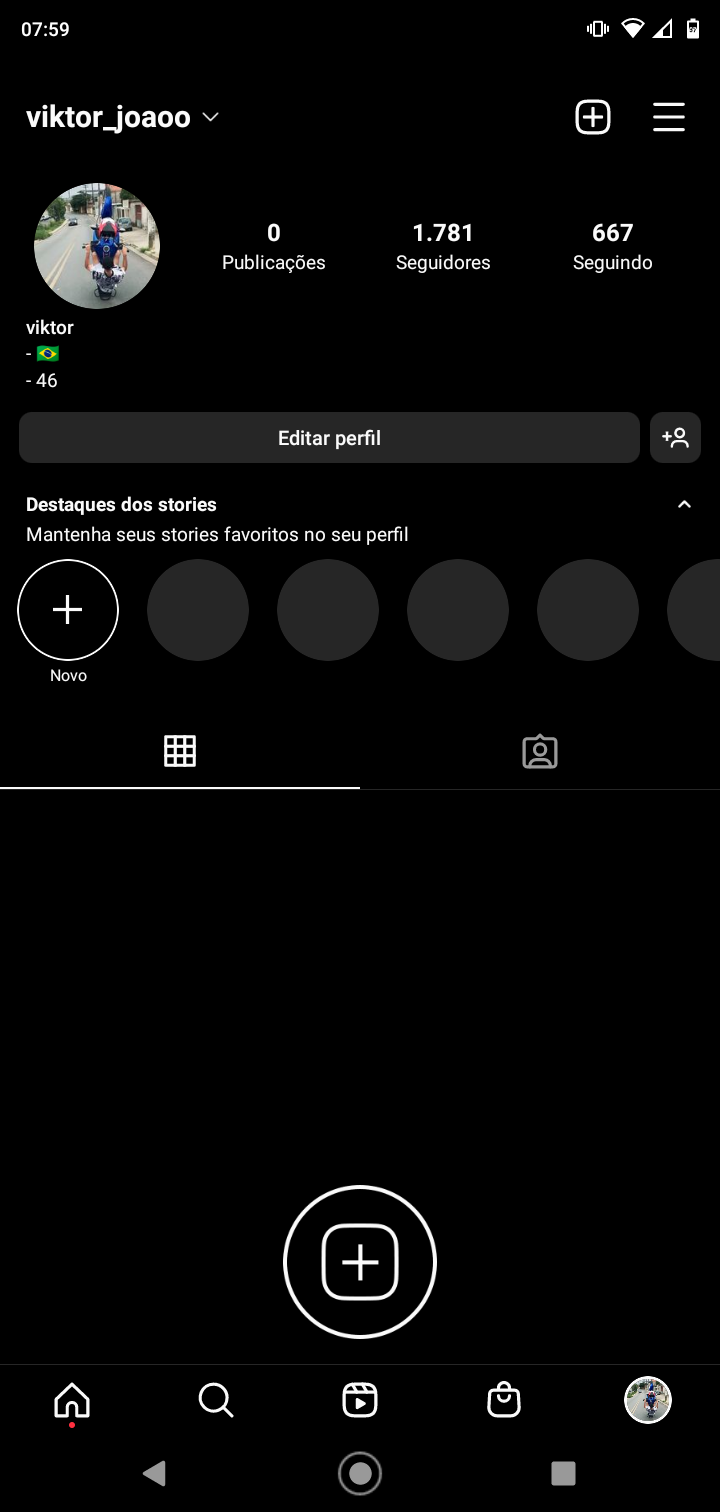 07:59
viktor_joaoo
0 1.781 667
Publicações Seguidores Seguindo
viktor
- 🇧🇷
- 46
Editar perfil
Destaques dos stories
Mantenha seus stories favoritos no seu perfil
Novo